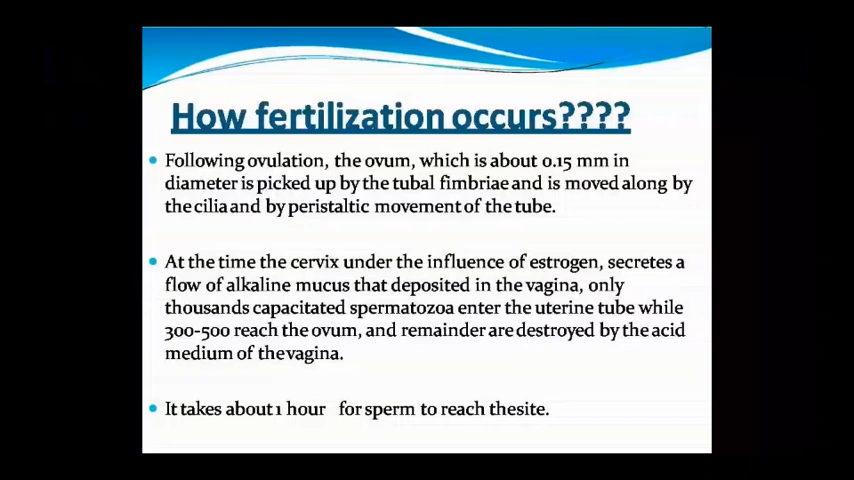 How fertilization occurs????
Following ovulation, the ovum, which is about 0.15 mm in
diameter is picked up by the tubal fimbriae and is moved along by
the cilia and by peristaltic movement of the tube.
At the time the cervix under the influence of estrogen, secretes a
flow of alkaline mucus that deposited in the vagina, only
thousands capacitated spermatozoa enter the uterine tube while
300-500 reach the ovum, and remainder are destroyed by the acid
medium of the vagina.
It takes about 1 hour for sperm to reach thesite.